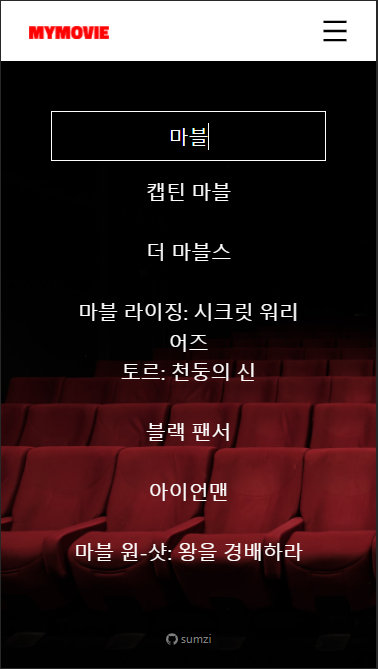 MYMOVIE
마블
캡틴 마블
더 마블스
마블 라이징: 시크릿 워리
어즈
토르: 천둥의 신
블랙 팬서
아이언맨
마블 원-샷: 왕을 경배하라
sumzi